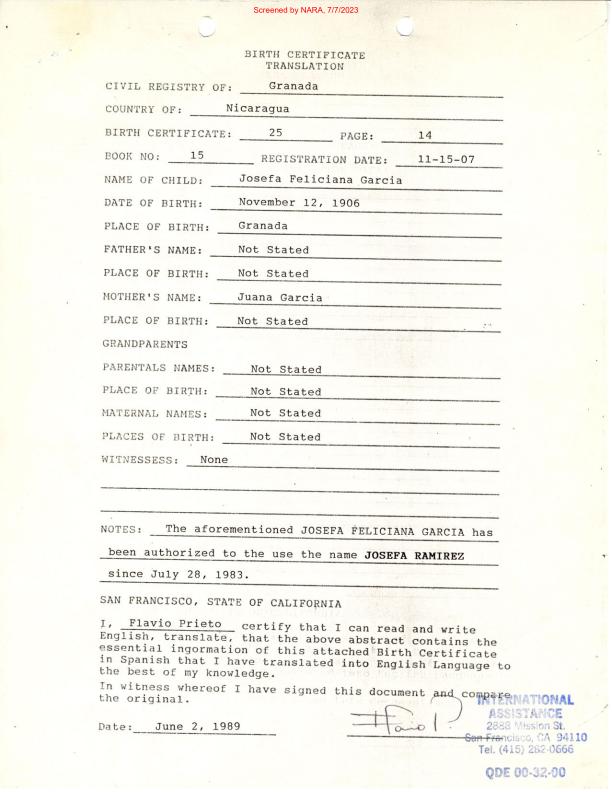 Screened by NARA, 7/7/2023
BIRTH CERTIFICATE
TRANSLATION
CIVIL REGISTRY OF: Granada
COUNTRY OF: Nicaragua
BIRTH CERTIFICATE: 25 PAGE: 14
BOOK NO: 15 REGISTRATION DATE: 11-15-07
NAME OF CHILD: Josefa Feliciana Garcia
DATE OF BIRTH: November 12, 1906
PLACE OF BIRTH: Granada
FATHER'S NAME: Not Stated
PLACE OF BIRTH: Not Stated
MOTHER'S NAME: Juana Garcia
PLACE OF BIRTH: Not Stated
GRANDPARENTS
PARENTALS NAMES: Not Stated
PLACE OF BIRTH: Not Stated
MATERNAL NAMES: Not Stated
PLACES OF BIRTH: Not Stated
WITNESSESS: None
NOTES: The aforementioned JOSEFA FELICIANA GARCIA has
been authorized to the use the name JOSEFA RAMIREZ
since July 28, 1983.
SAN FRANCISCO, STATE OF CALIFORNIA
I, Flavio Prieto certify that I can read and write
English, translate, that the above abstract contains the
essential ingormation of this attached Birth Certificate
in Spanish that I have translated into English Language to
the best of my knowledge.
In witness whereof I have signed this document and compare
the original.
Date: June 2, 1989
INTERNATIONAL
ASSISTANCE
2888 Mission St.
San Francisco, CA 94110
Tel. (415) 282-0666
QDE 00-32-00